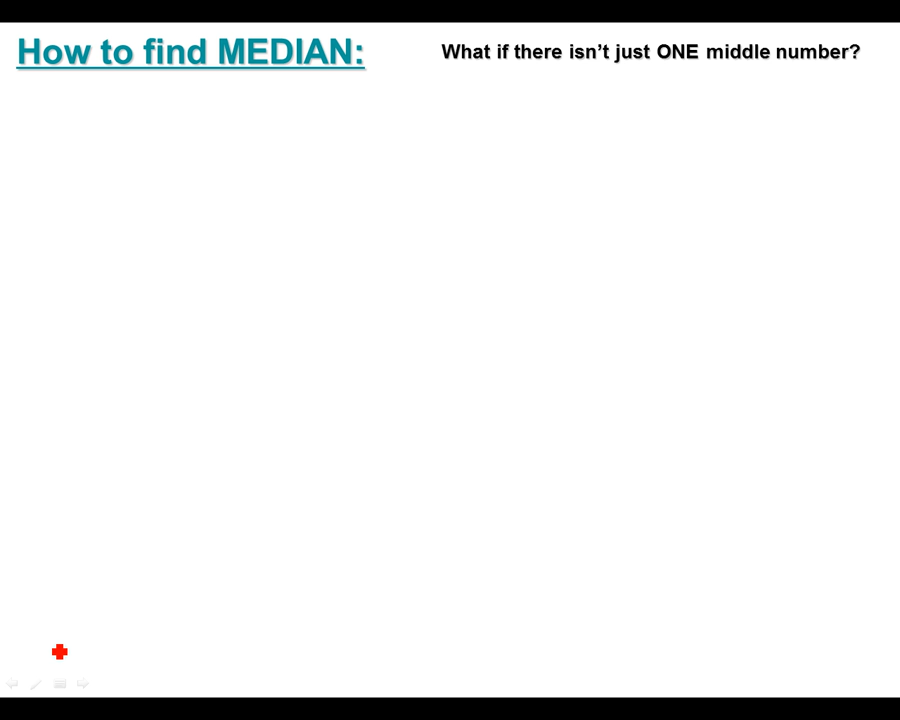 How to find MEDIAN:
What if there isn’t just ONE middle number?